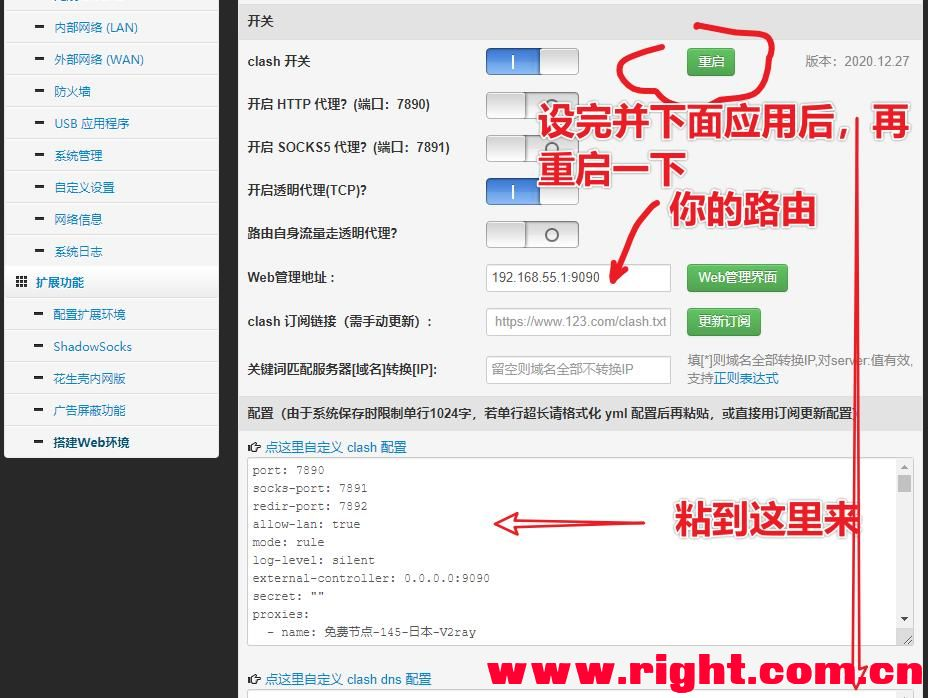 内部网络 (LAN)
外部网络 (WAN)
防火墙
USB 应用程序
系统管理
自定义设置
网络信息
系统日志
扩展功能
配置扩展环境
ShadowSocks
花生壳内网版
广告屏蔽功能
搭建Web环境
开关
clash 开关
重启
版本：2020.12.27
开启 HTTP 代理？(端口：7890)
设完并下面应用后，再
开启 SOCKS5 代理？(端口：7891)
重启一下
开启透明代理(TCP)?
你的路由
路由自身流量走透明代理?
Web管理地址 :
192.168.55.1:9090
Web管理界面
clash 订阅链接（需手动更新）:
https://www.123.com/clash.txt
更新订阅
关键词匹配服务器[域名]转换[IP]:
留空则域名全部不转换IP
填[*]则域名全部转换IP,对server:值有效,
支持正则表达式
配置（由于系统保存时限制单行1024字，若单行超长请格式化 yml 配置后再粘贴，或直接用订阅更新配置）
点这里自定义 clash 配置
port: 7890
socks-port: 7891
redir-port: 7892
allow-lan: true
粘到这里来
mode: rule
log-level: silent
external-controller: 0.0.0.0:9090
secret: ""
proxies:
- name: 免费节点-145-日本-V2ray
点这里自定义 clash dns 配置
www.right.com.cn